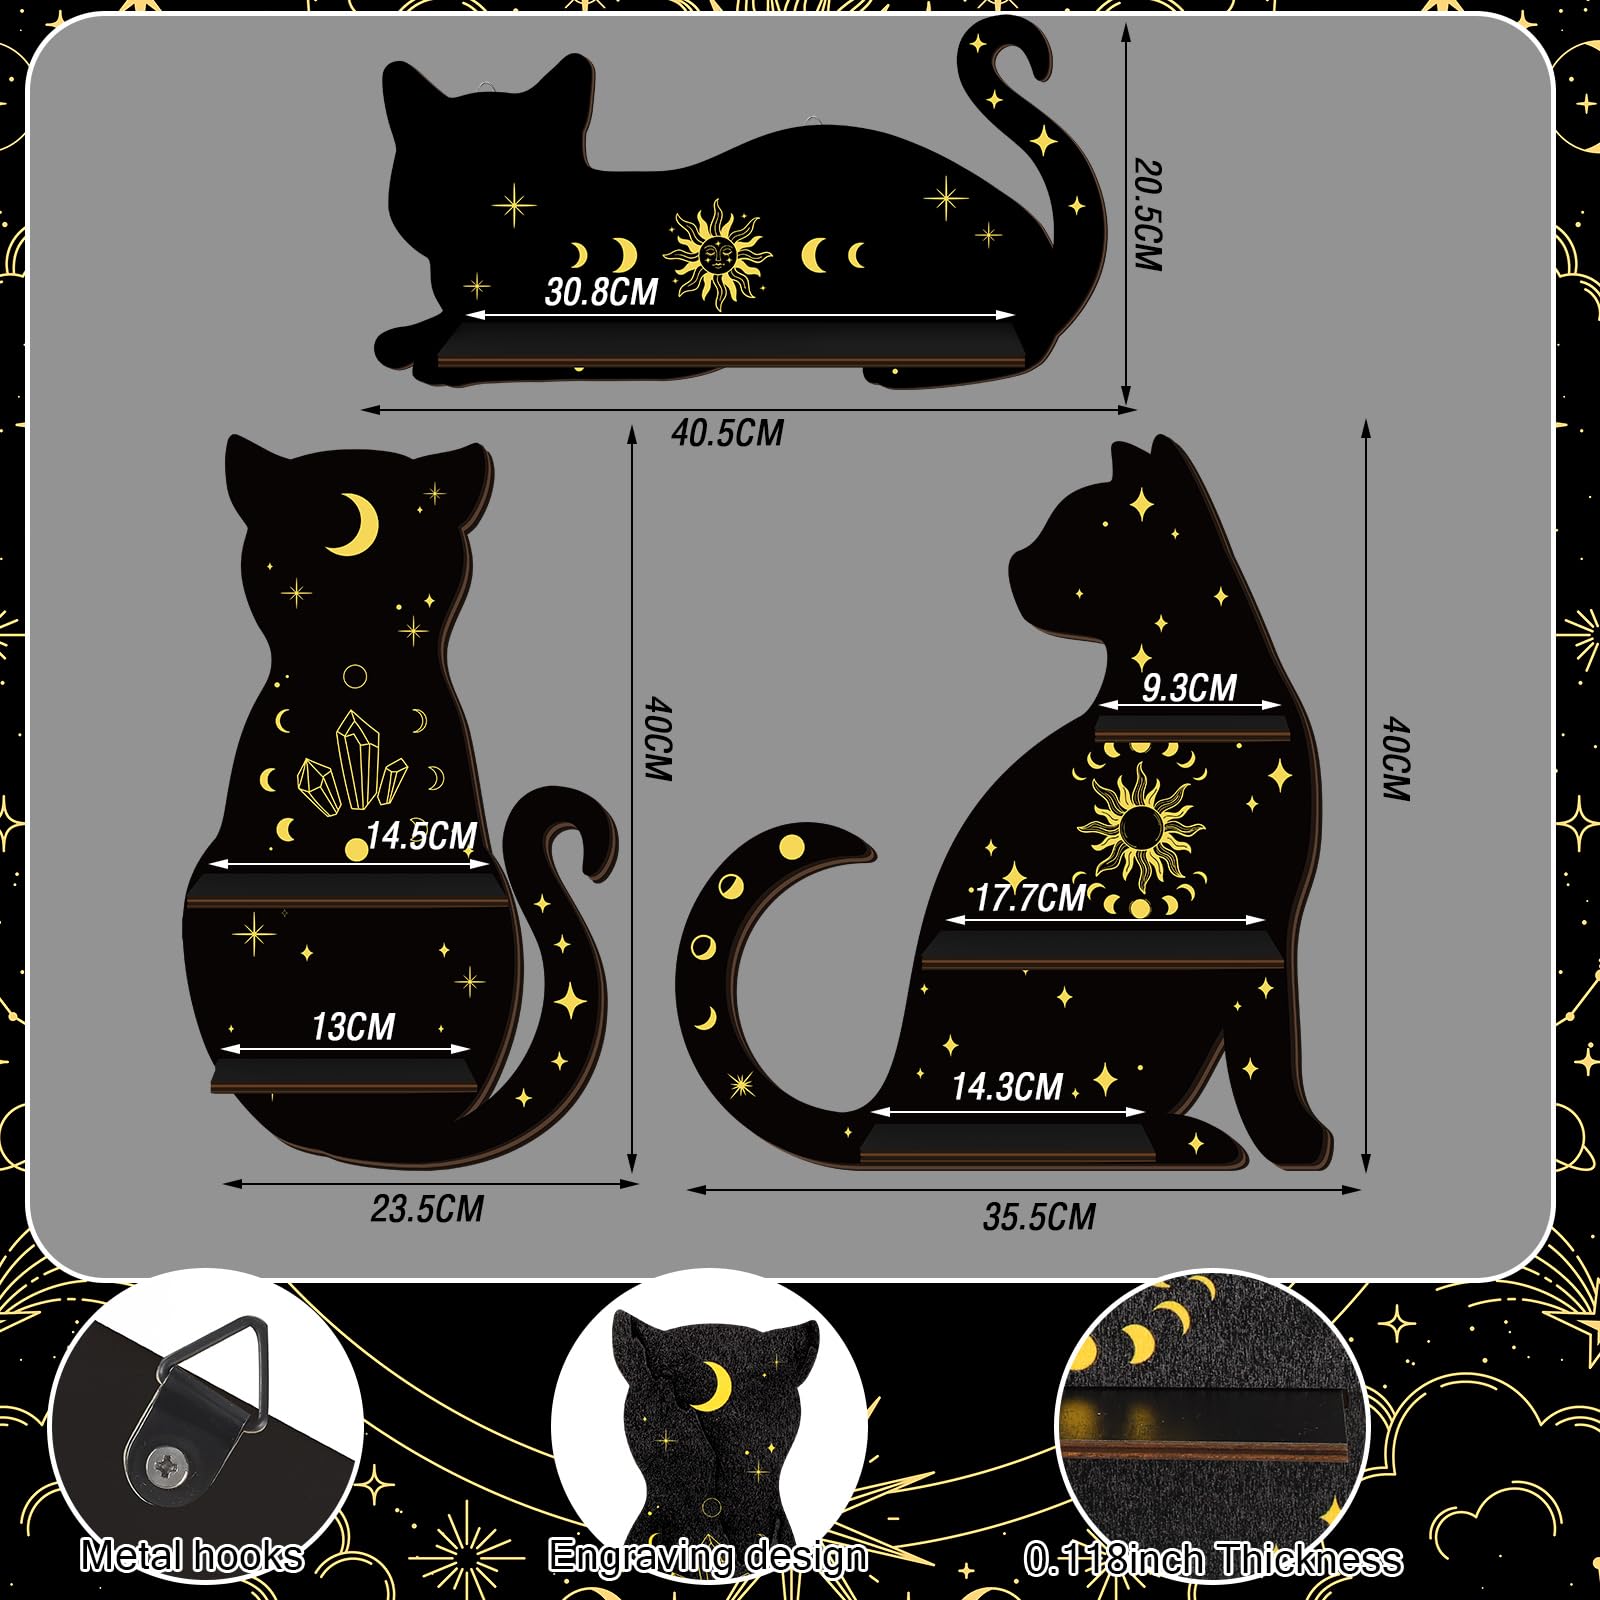 20.5CM
30.8CM
40.5CM
40CM
9.3CM
40CM
14.5CM
17.7CM
13CM
14.3CM
23.5CM
35.5CM
Metal hooks
Engraving design
0.118inch Thickness